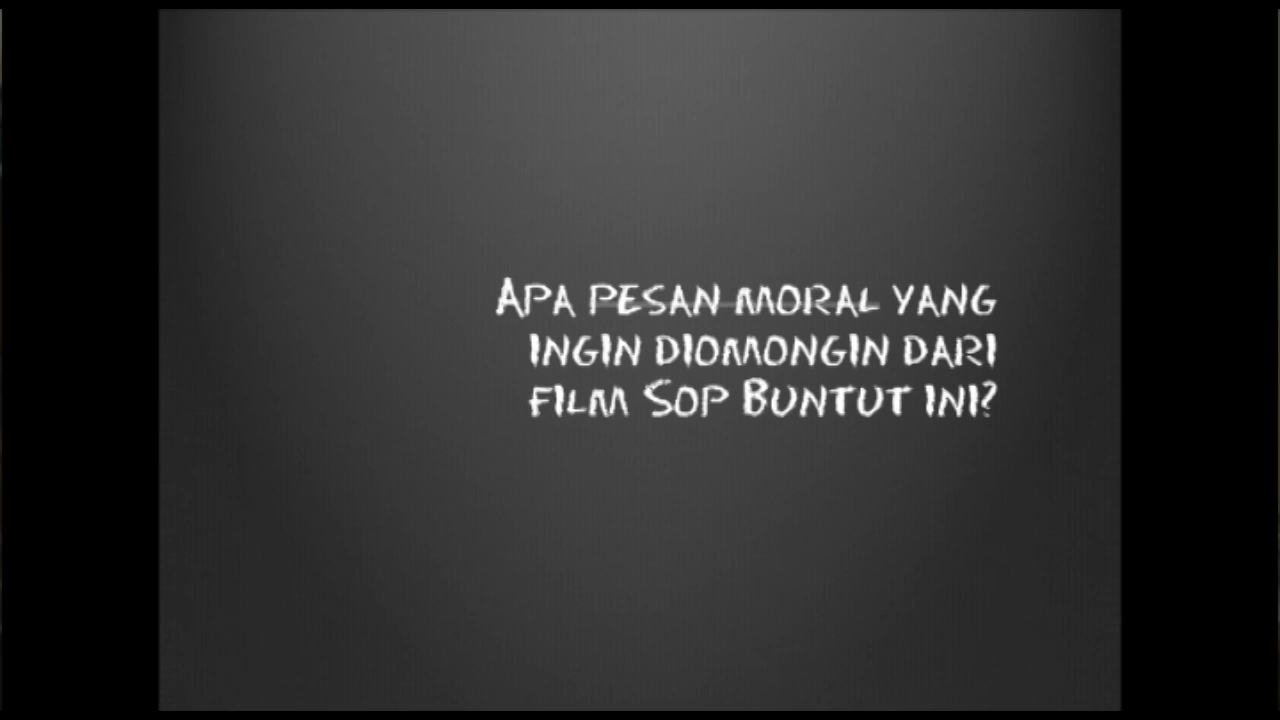 Apa pesan moral yang
ingin diomongin dari
film Sop Buntut ini?